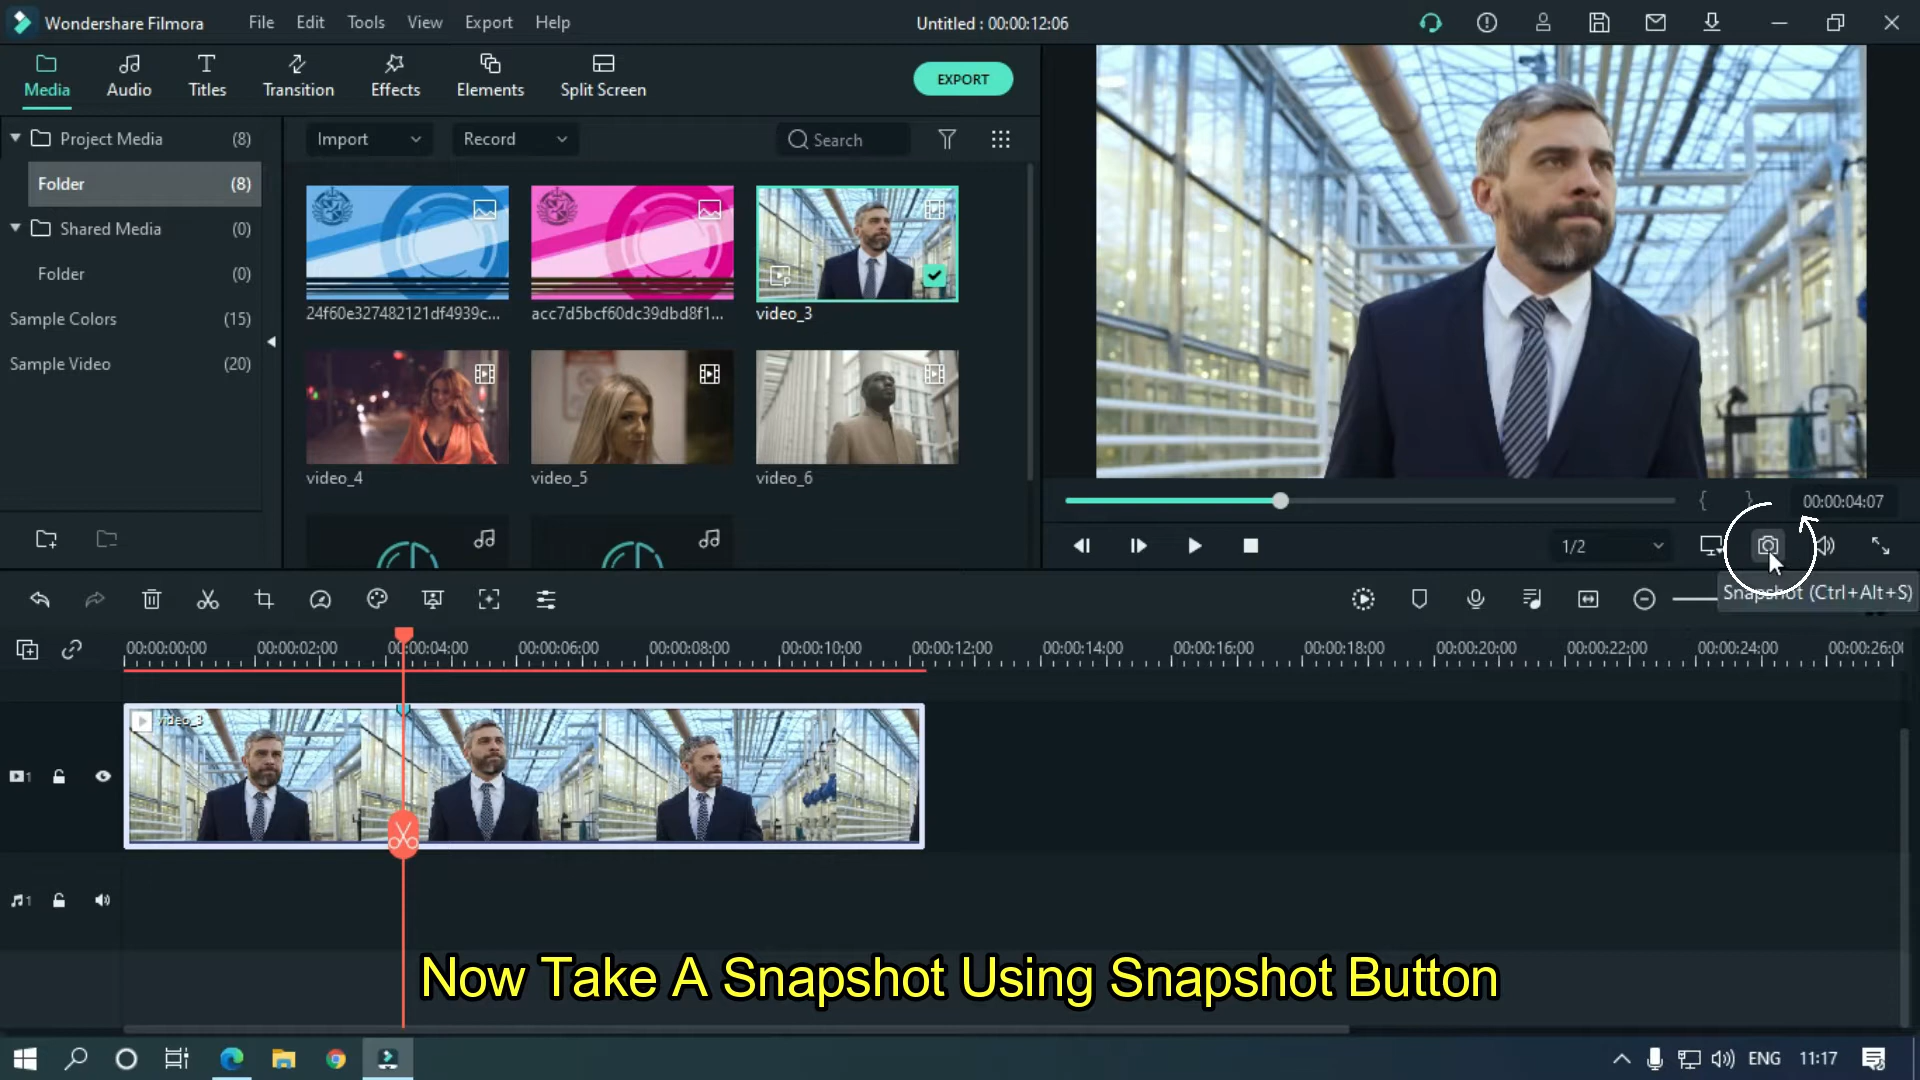 Wondershare Filmora
File Edit Tools View Export Help
Untitled : 00:00:12:06
Media Audio Titles Transition Effects Elements Split Screen
EXPORT
Project Media (8)
Folder (8)
Shared Media (0)
Folder (0)
Sample Colors (15)
Sample Video (20)
Import Record Search
24f60e327482121df4939c... acc7d5bcf60dc39dbd8f1... video_3
video_4 video_5 video_6
{ } 00:00:04:07
1/2
Snapshot (Ctrl+Alt+S)
00:00:00:00 00:00:02:00 00:00:04:00 00:00:06:00 00:00:08:00 00:00:10:00 00:00:12:00 00:00:14:00 00:00:16:00 00:00:18:00 00:00:20:00 00:00:22:00 00:00:24:00 00:00:26:00
video_3
1
1
Now Take A Snapshot Using Snapshot Button
ENG 11:17